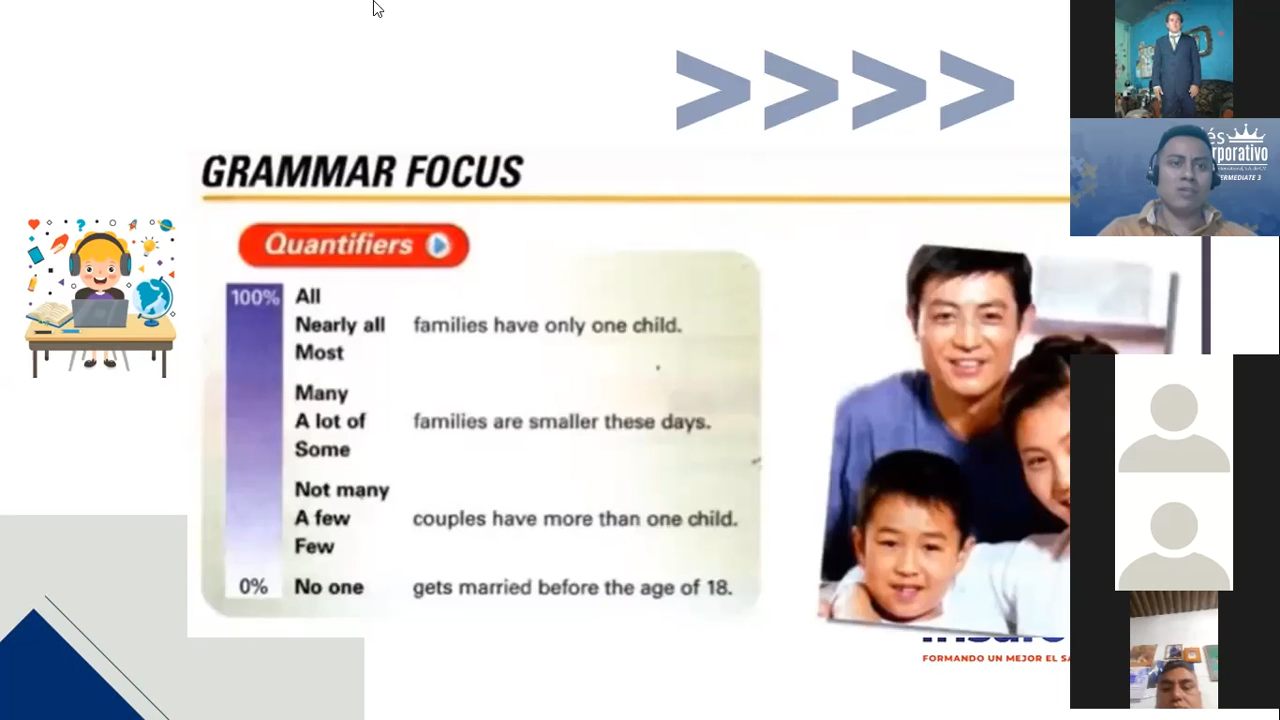 GRAMMAR FOCUS
Quantifiers
100% All
Nearly all families have only one child.
Most
Many
A lot of families are smaller these days.
Some
Not many
A few couples have more than one child.
Few
0% No one gets married before the age of 18.
FORMANDO UN MEJOR EL